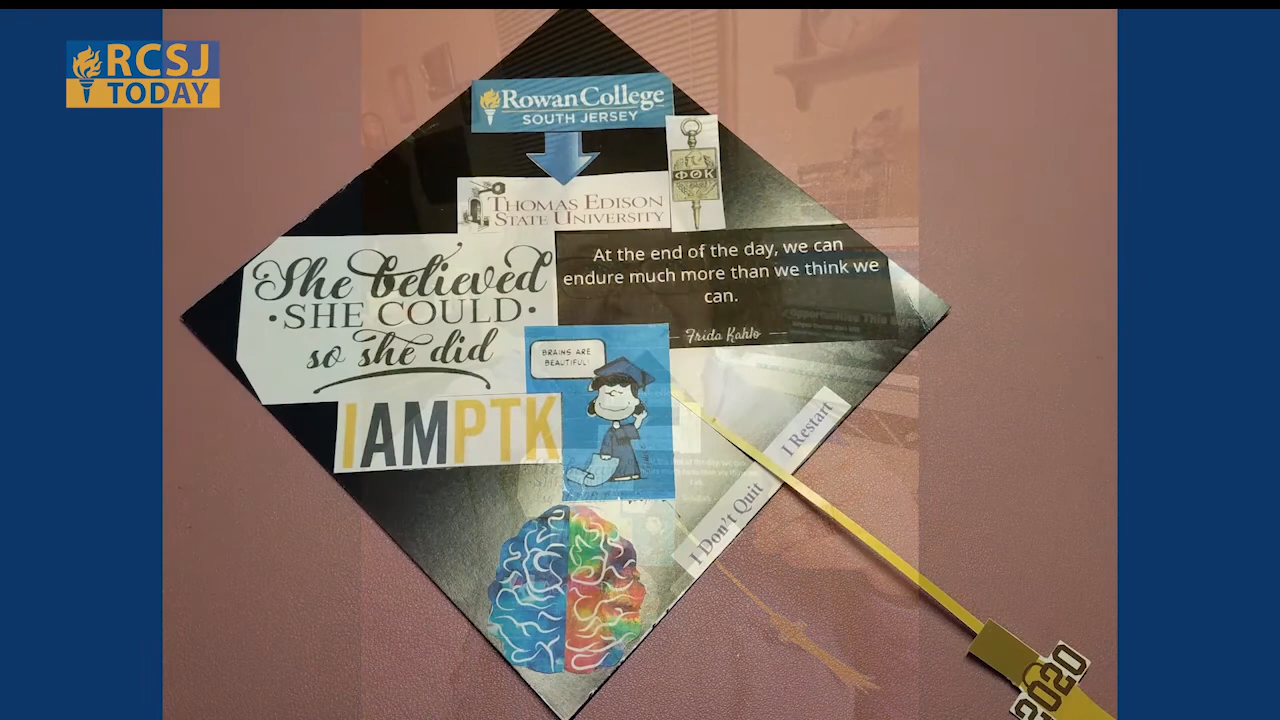 RCSJ
TODAY
Rowan College
SOUTH JERSEY
ΦΘΚ
THOMAS EDISON
STATE UNIVERSITY
She believed
•SHE COULD•
so she did
At the end of the day, we can
endure much more than we think we
can.
— Frida Kahlo —
BRAINS ARE
BEAUTIFUL!
I AM PTK
I Don't Quit I Restart
2020